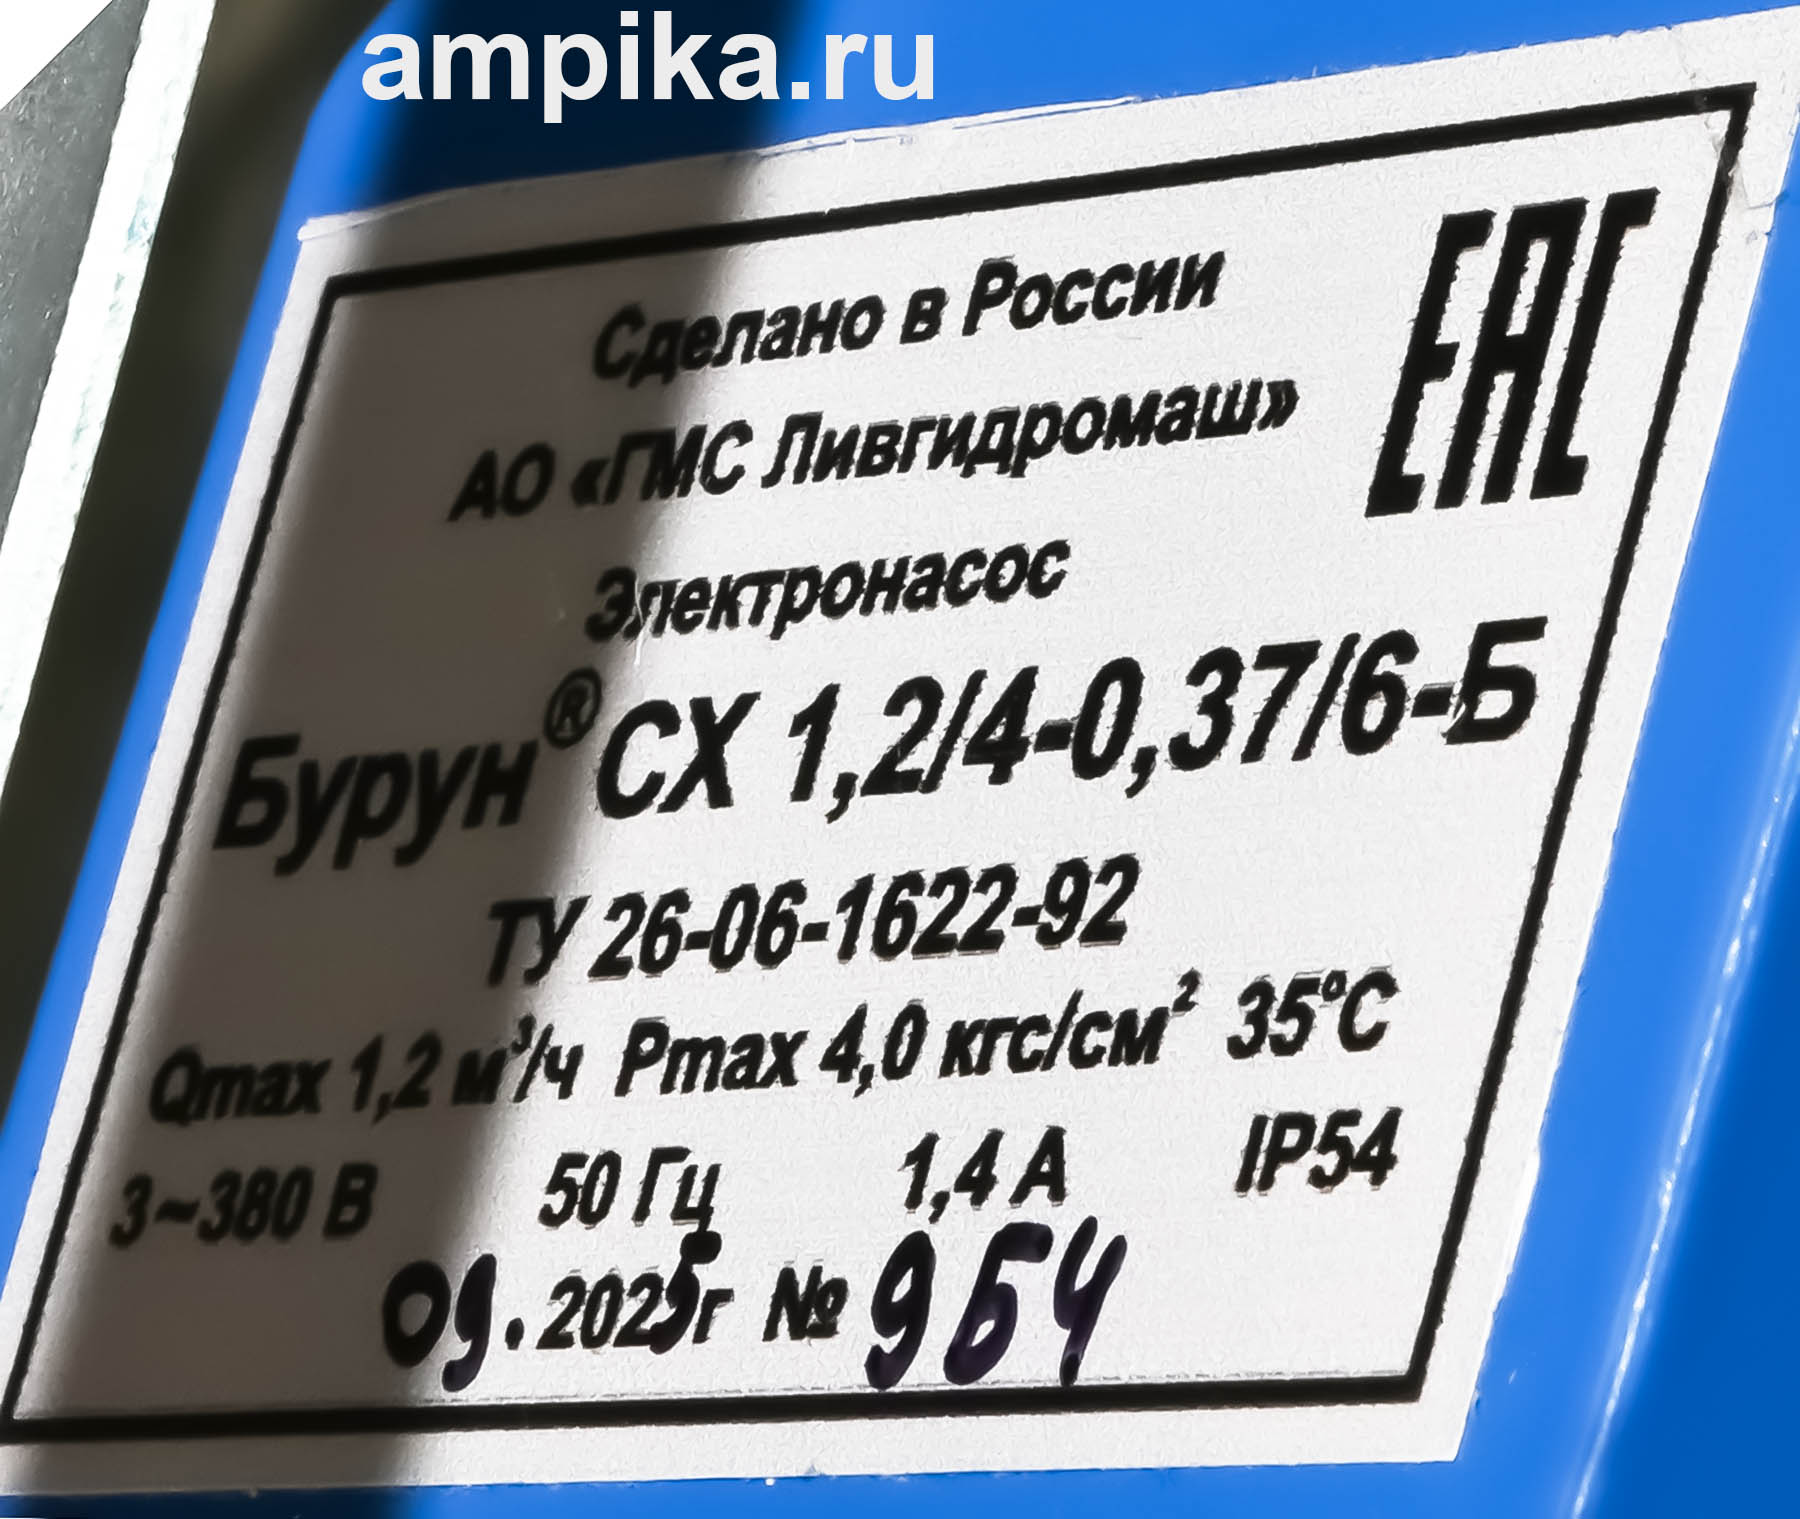 ampika.ru
Сделано в России
EAC
АО «ГМС Ливгидромаш»
Электронасос
Бурун® СХ 1,2/4-0,37/6-Б
ТУ 26-06-1622-92
Qmax 1,2 м³/ч Pmax 4,0 кгс/см² 35°С
3~380 В 50 Гц 1,4 А IP54
09.2025г № 964